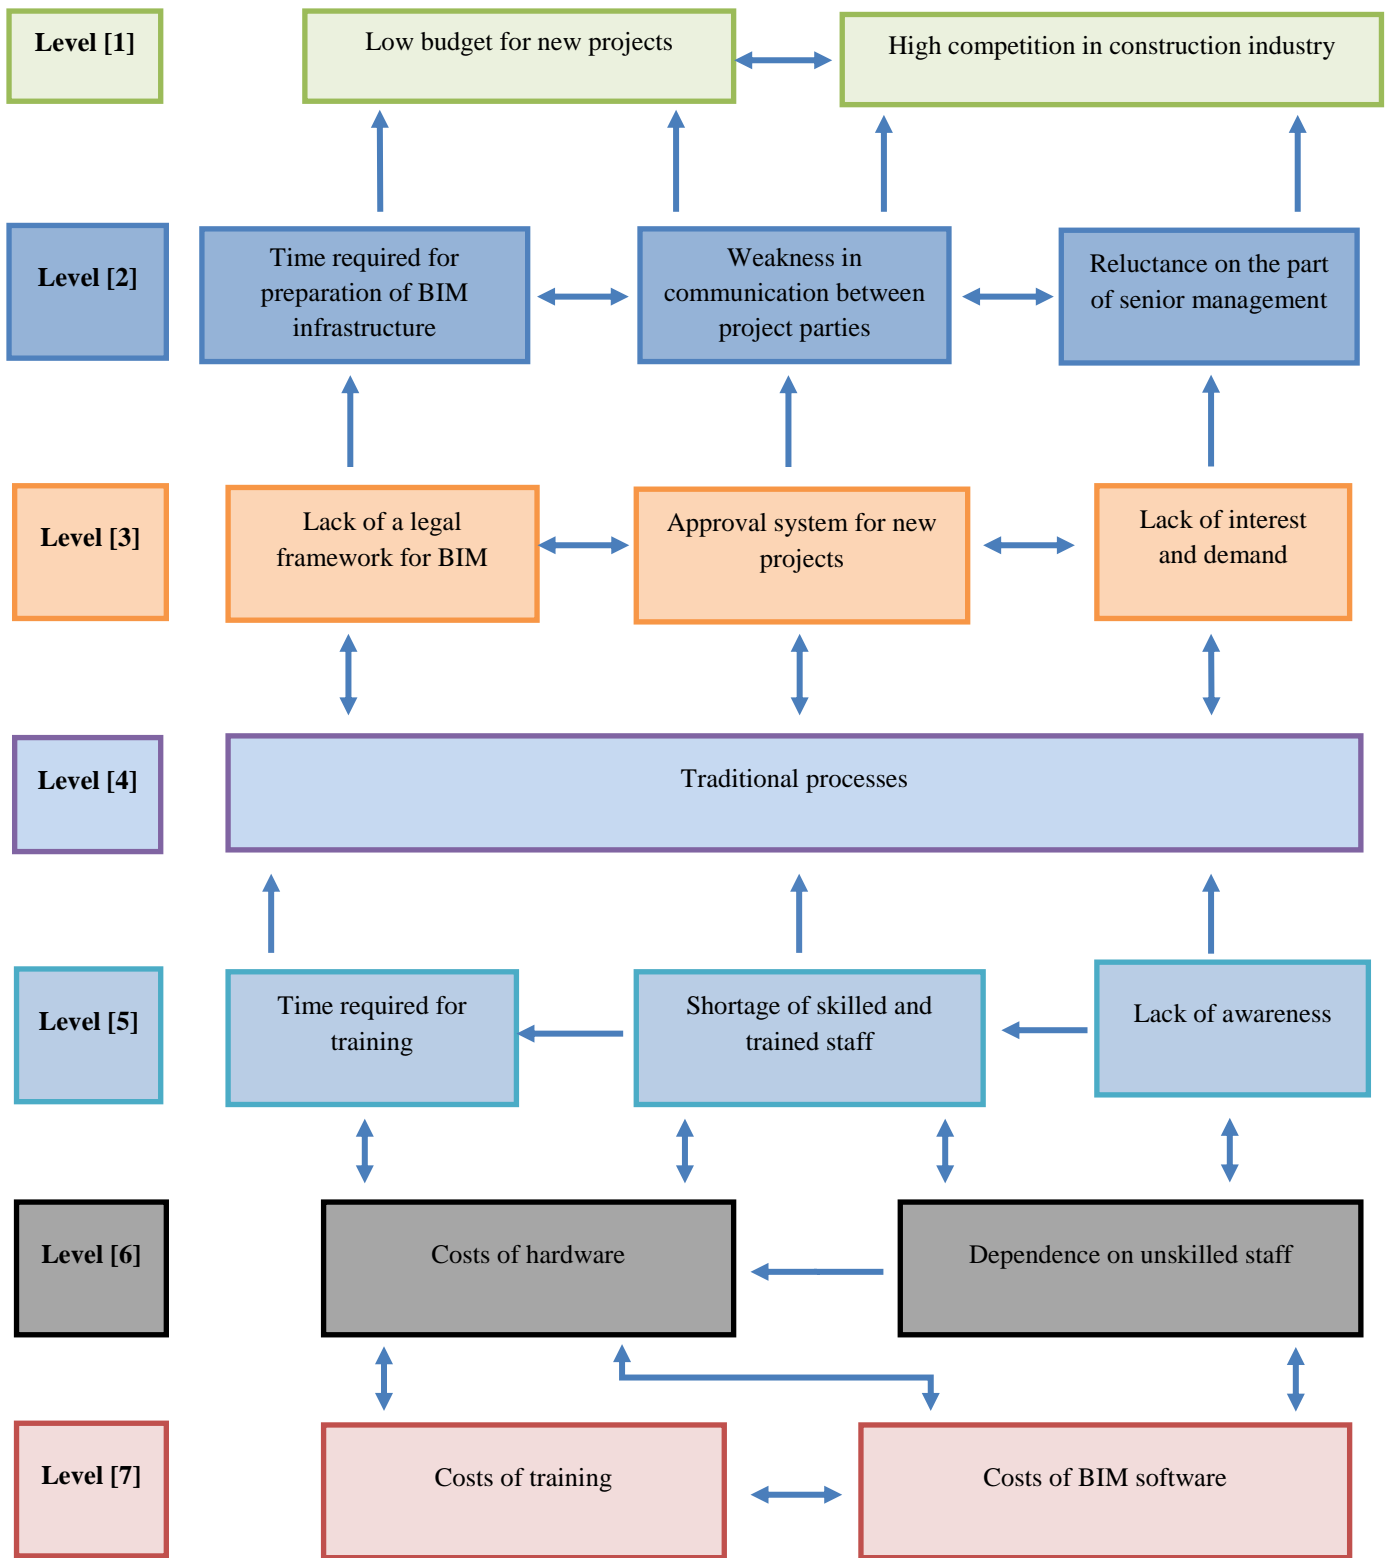 Level [1]
Low budget for new projects
High competition in construction industry
Level [2]
Time required for
preparation of BIM
infrastructure
Weakness in
communication between
project parties
Reluctance on the part
of senior management
Level [3]
Lack of a legal
framework for BIM
Approval system for new
projects
Lack of interest
and demand
Level [4]
Traditional processes
Level [5]
Time required for
training
Shortage of skilled and
trained staff
Lack of awareness
Level [6]
Costs of hardware
Dependence on unskilled staff
Level [7]
Costs of training
Costs of BIM software